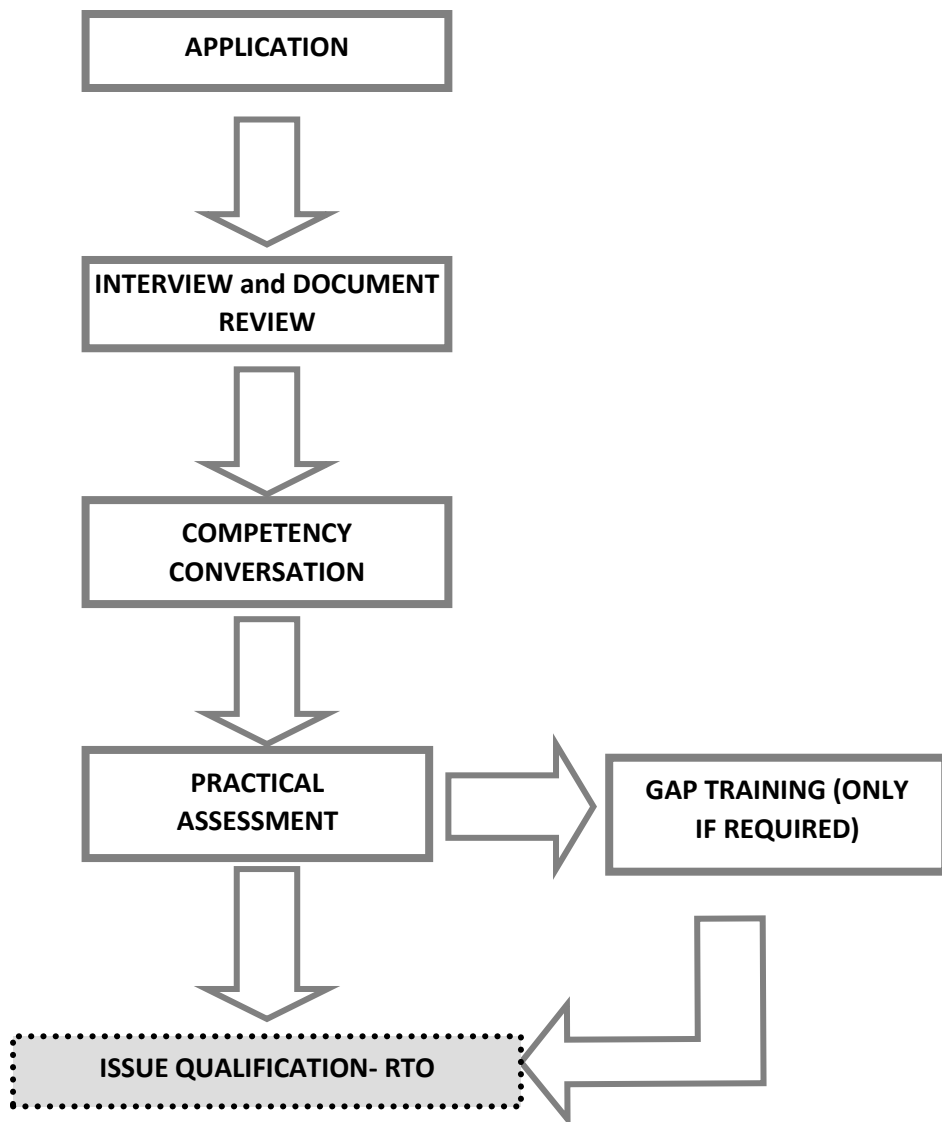 APPLICATION
INTERVIEW and DOCUMENT
REVIEW
COMPETENCY
CONVERSATION
PRACTICAL
ASSESSMENT
GAP TRAINING (ONLY
IF REQUIRED)
ISSUE QUALIFICATION- RTO